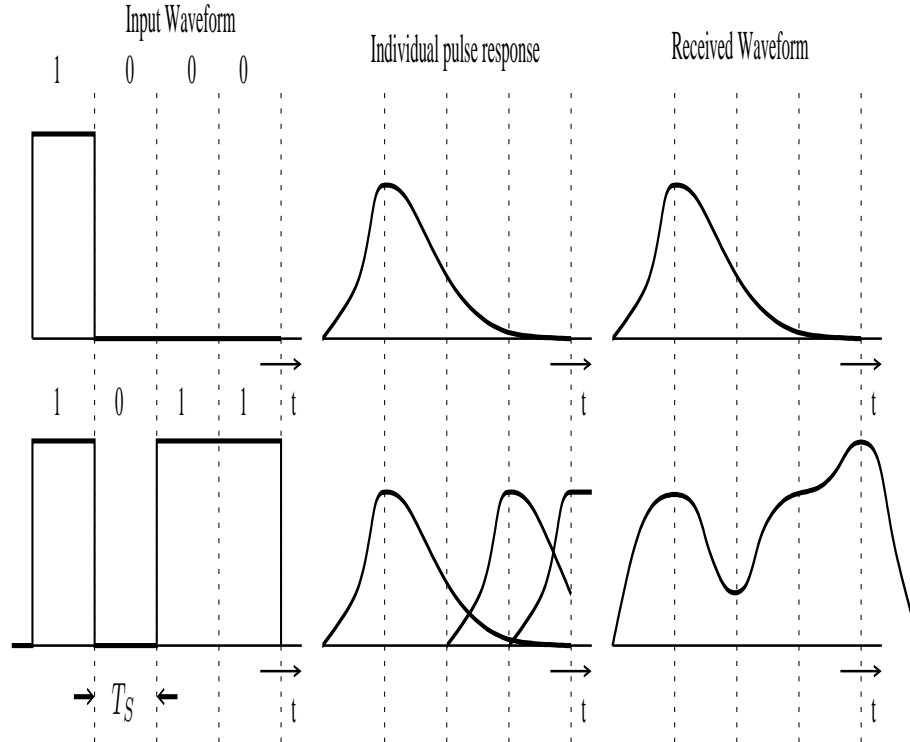 Input Waveform
Individual pulse response
Received Waveform
1 0 0 0
t t t
1 0 1 1
T_S
t t t